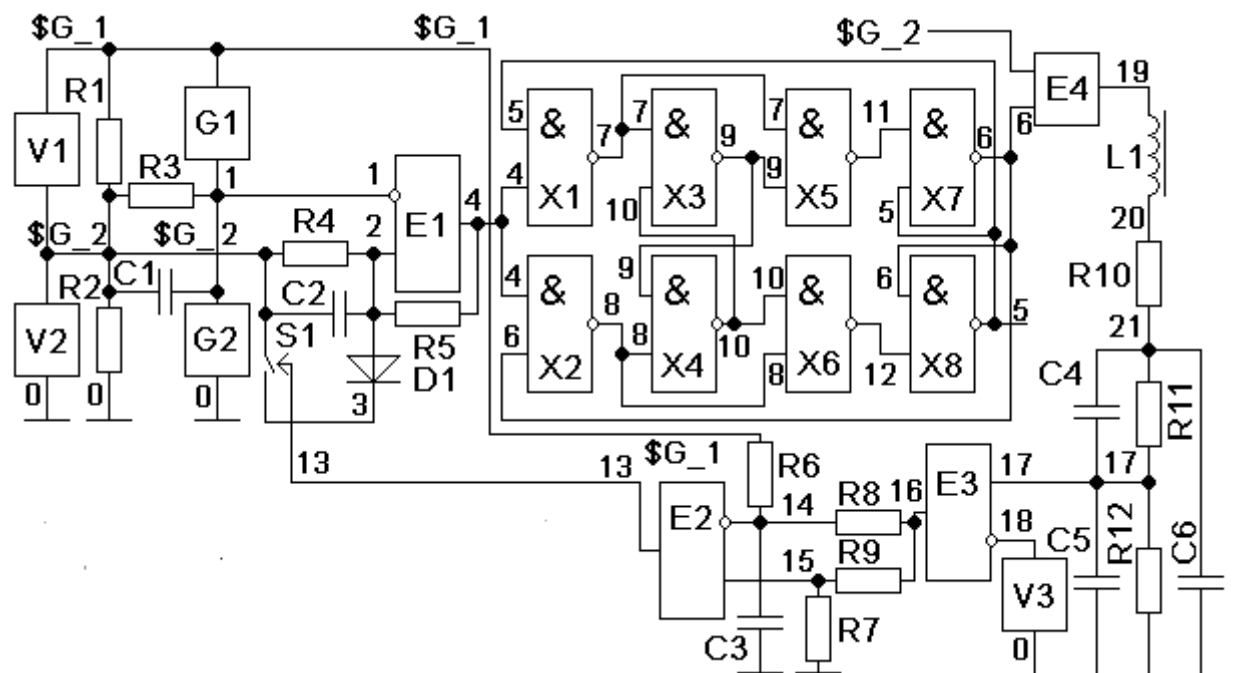 $G_1 $G_1 $G_2
R1 G1 5 & 7 7 & 9 7 & 11 & 6 E4 19
V1 R3 1 1 4 X1 10 X3 9 X5 5 X7 6 L1
$G_2 $G_2 R4 2 E1 4 20
R2 C1 C2 4 & 8 9 & 10 10 & 6 & 5 R10
V2 G2 S1 R5 6 X2 8 X4 8 X6 12 X8 21
0 0 0 3 D1 C4 R11
13 13 $G_1 R6 E3 17 17
E2 14 R8 16 18 C5 R12 C6
15 R9 V3
C3 R7 0